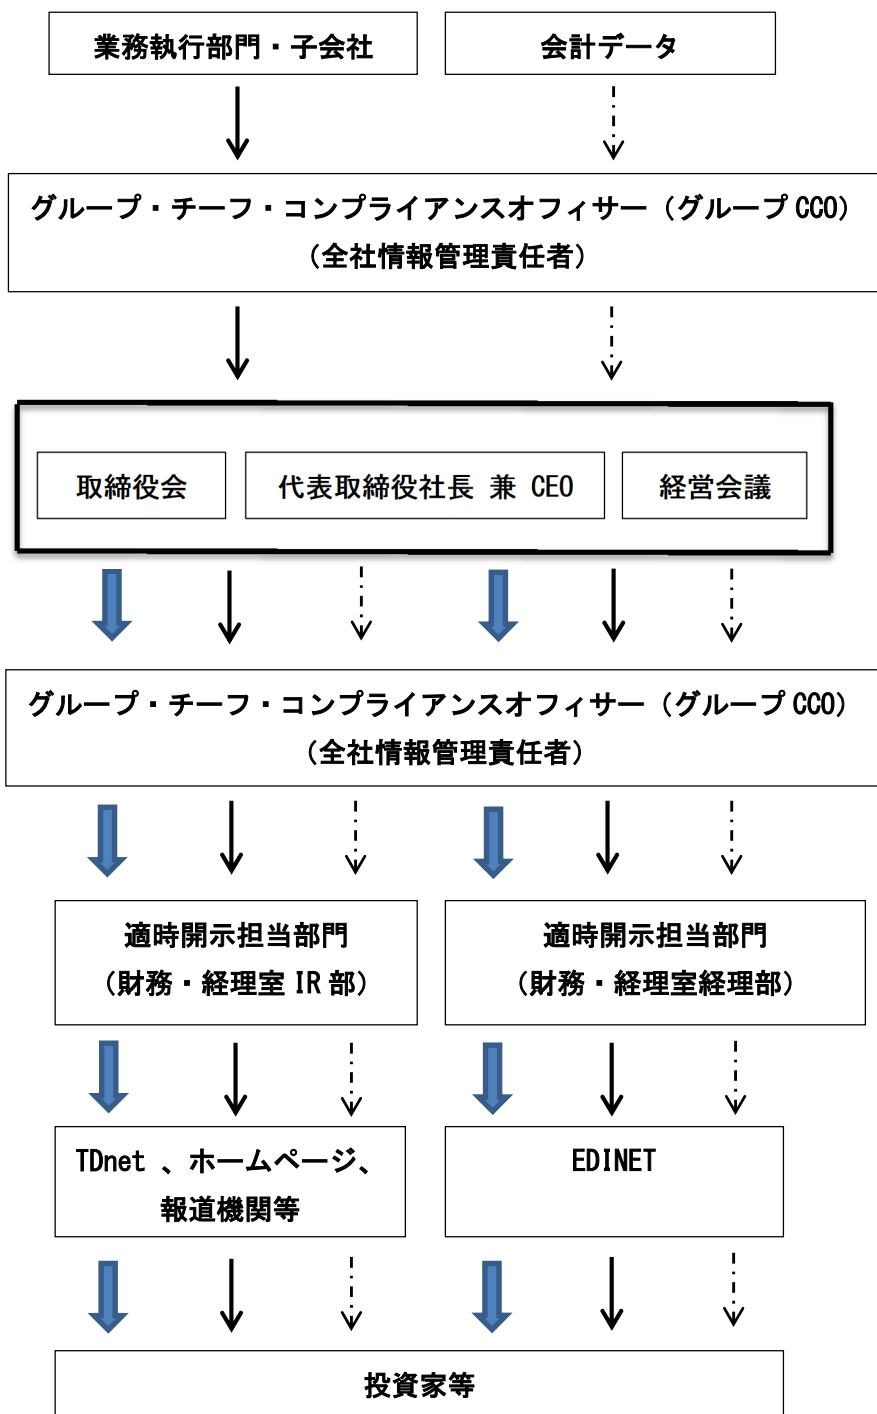 業務執行部門・子会社
会計データ
グループ・チーフ・コンプライアンスオフィサー（グループ CCO）
（全社情報管理責任者）
取締役会
代表取締役社長 兼 CEO
経営会議
グループ・チーフ・コンプライアンスオフィサー（グループ CCO）
（全社情報管理責任者）
適時開示担当部門
（財務・経理室 IR 部）
適時開示担当部門
（財務・経理室経理部）
TDnet 、ホームページ、
報道機関等
EDINET
投資家等